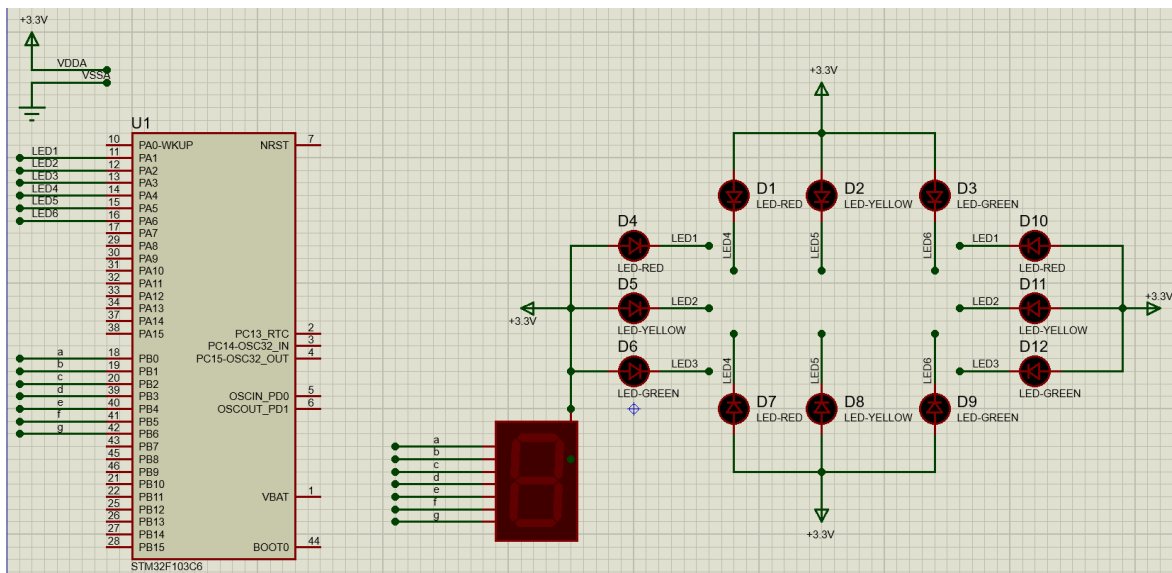 +3.3V
VDDA
VSSA
U1
10 PA0-WKUP NRST 7
LED1 11 PA1
LED2 12 PA2
LED3 13 PA3
LED4 14 PA4
LED5 15 PA5
LED6 16 PA6
17 PA7
29 PA8
30 PA9
31 PA10
32 PA11
33 PA12
34 PA13
37 PA14
38 PA15
PC13_RTC 2
PC14-OSC32_IN 3
PC15-OSC32_OUT 4
a 18 PB0
b 19 PB1
c 20 PB2
d 39 PB3
e 40 PB4
f 41 PB5
g 42 PB6
OSCIN_PD0 5
OSCOUT_PD1 6
43 PB7
45 PB8
46 PB9
21 PB10
22 PB11
VBAT 1
25 PB12
26 PB13
27 PB14
28 PB15
BOOT0 44
STM32F103C6
+3.3V
D1
LED-RED
LED4
D2
LED-YELLOW
LED5
D3
LED-GREEN
LED6
D4
LED1
LED-RED
D5
LED2
LED-YELLOW
D6
LED3
LED-GREEN
+3.3V
D10
LED1
LED-RED
D11
LED2
LED-YELLOW
D12
LED3
LED-GREEN
+3.3V
LED4
D7
LED-RED
LED5
D8
LED-YELLOW
LED6
D9
LED-GREEN
+3.3V
a
b
c
d
e
f
g